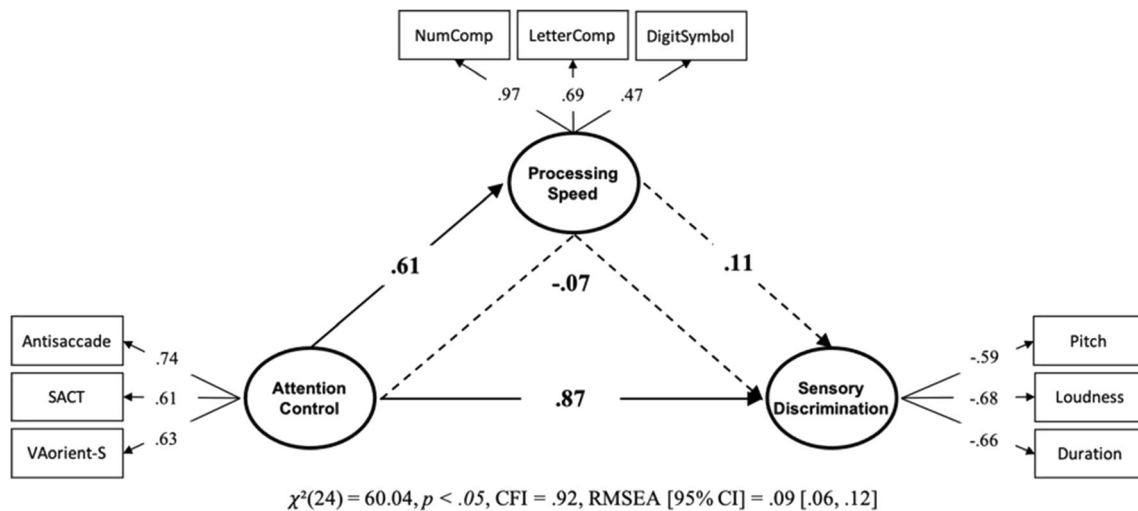 NumComp
LetterComp
DigitSymbol
.97
.69
.47
Processing
Speed
.61
-.07
.11
Antisaccade
SACT
VAorient-S
.74
.61
.63
Attention
Control
.87
Sensory
Discrimination
-.59
-.68
-.66
Pitch
Loudness
Duration
χ²(24) = 60.04, p < .05, CFI = .92, RMSEA [95% CI] = .09 [.06, .12]